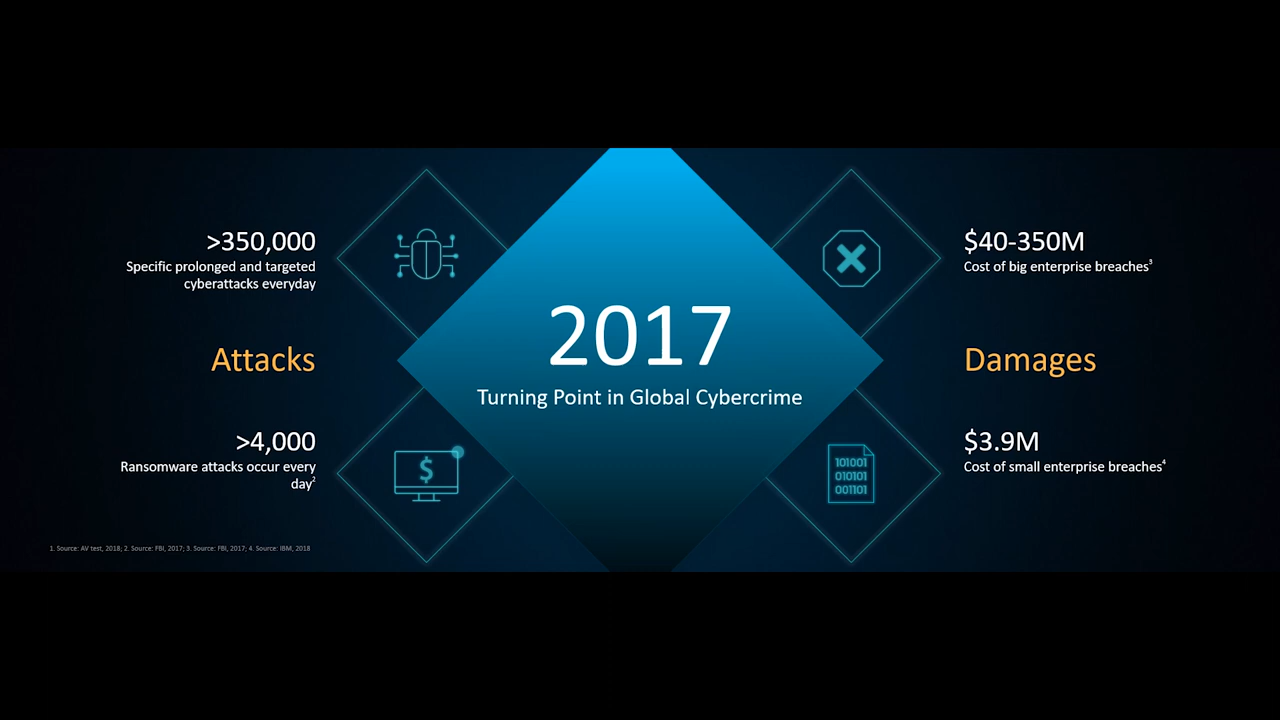 >350,000
Specific prolonged and targeted
cyberattacks everyday
Attacks
>4,000
Ransomware attacks occur every
day²
1. Source: AV test, 2018; 2. Source: FBI, 2017; 3. Source: FBI, 2017; 4. Source: IBM, 2018
2017
Turning Point in Global Cybercrime
$40-350M
Cost of big enterprise breaches³
Damages
$3.9M
Cost of small enterprise breaches⁴
$
101001
010101
001101